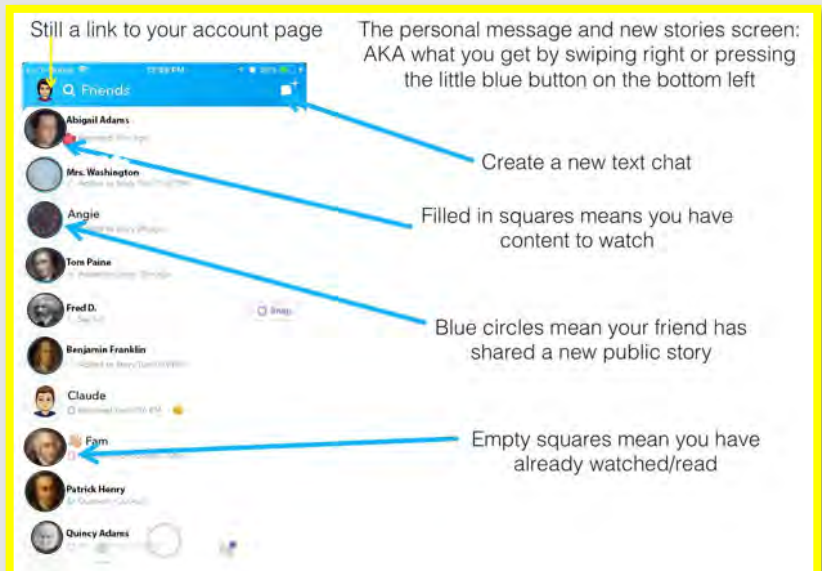 Still a link to your account page
The personal message and new stories screen:
AKA what you get by swiping right or pressing
the little blue button on the bottom left
Friends
Abigail Adams
Create a new text chat
Mrs. Washington
Filled in squares means you have
content to watch
Angie
Tom Paine
Fred D.
Snap
Blue circles mean your friend has
shared a new public story
Benjamin Franklin
Claude
Fam
Empty squares mean you have
already watched/read
Patrick Henry
Quincy Adams